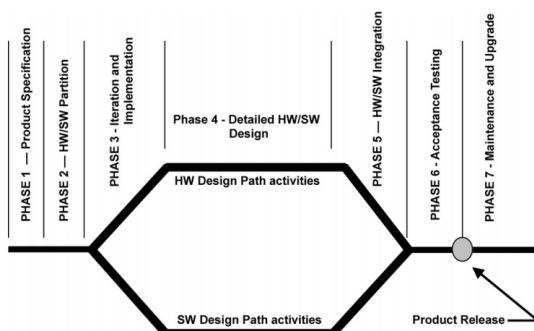 PHASE 1 — Product Specification
PHASE 2 — HW/SW Partition
PHASE 3 - Iteration and
Implementation
Phase 4 - Detailed HW/SW
Design
PHASE 5 — HW/SW Integration
PHASE 6 - Acceptance Testing
PHASE 7 - Maintenance and Upgrade
HW Design Path activities
SW Design Path activities
Product Release